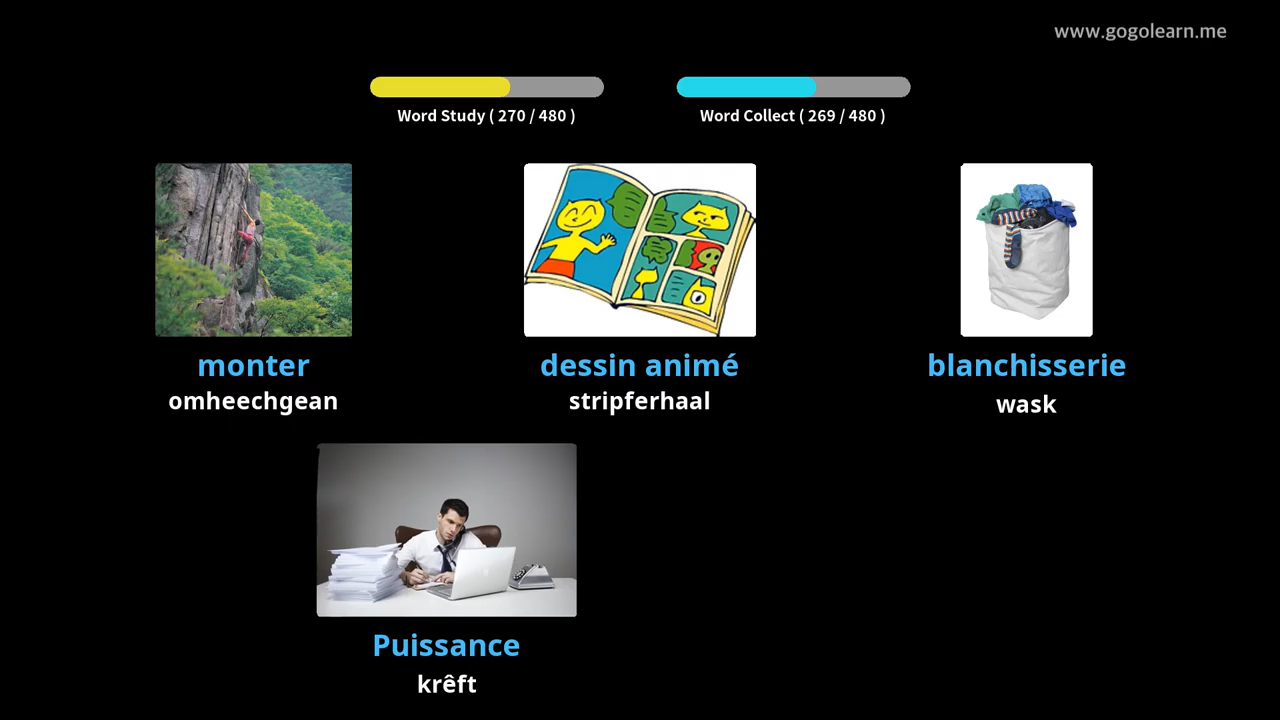 www.gogolearn.me
Word Study ( 270 / 480 )
Word Collect ( 269 / 480 )
monter
omheechgean
dessin animé
stripferhaal
blanchisserie
wask
Puissance
krêft